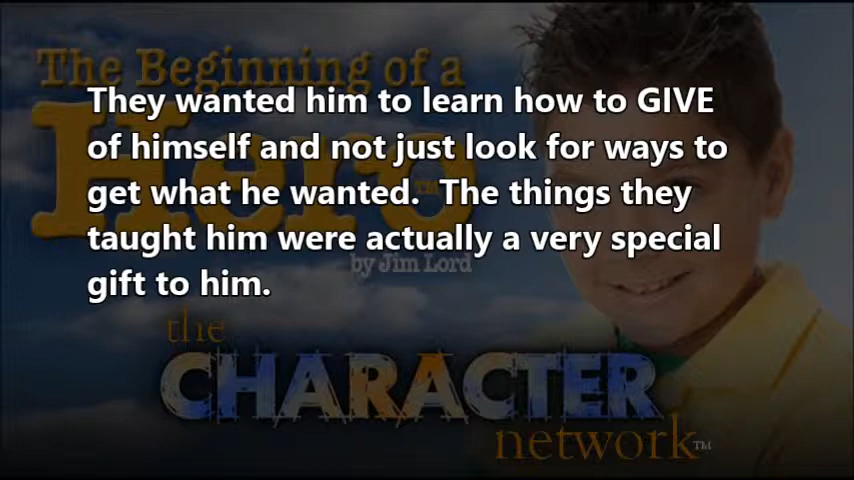 The Beginning of a
Hero™
They wanted him to learn how to GIVE
of himself and not just look for ways to
get what he wanted.  The things they
taught him were actually a very special
gift to him.
by Jim Lord
the
CHARACTER
network™